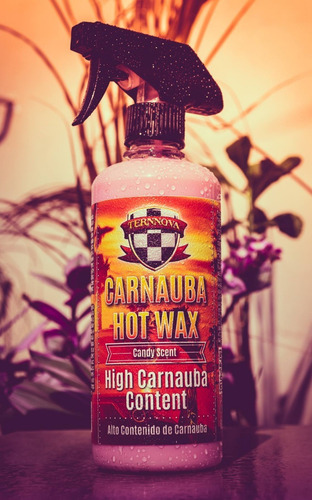 TERNNOVA
CARNAUBA
HOT WAX
Candy Scent
High Carnauba
Content
Alto Contenido de Carnauba